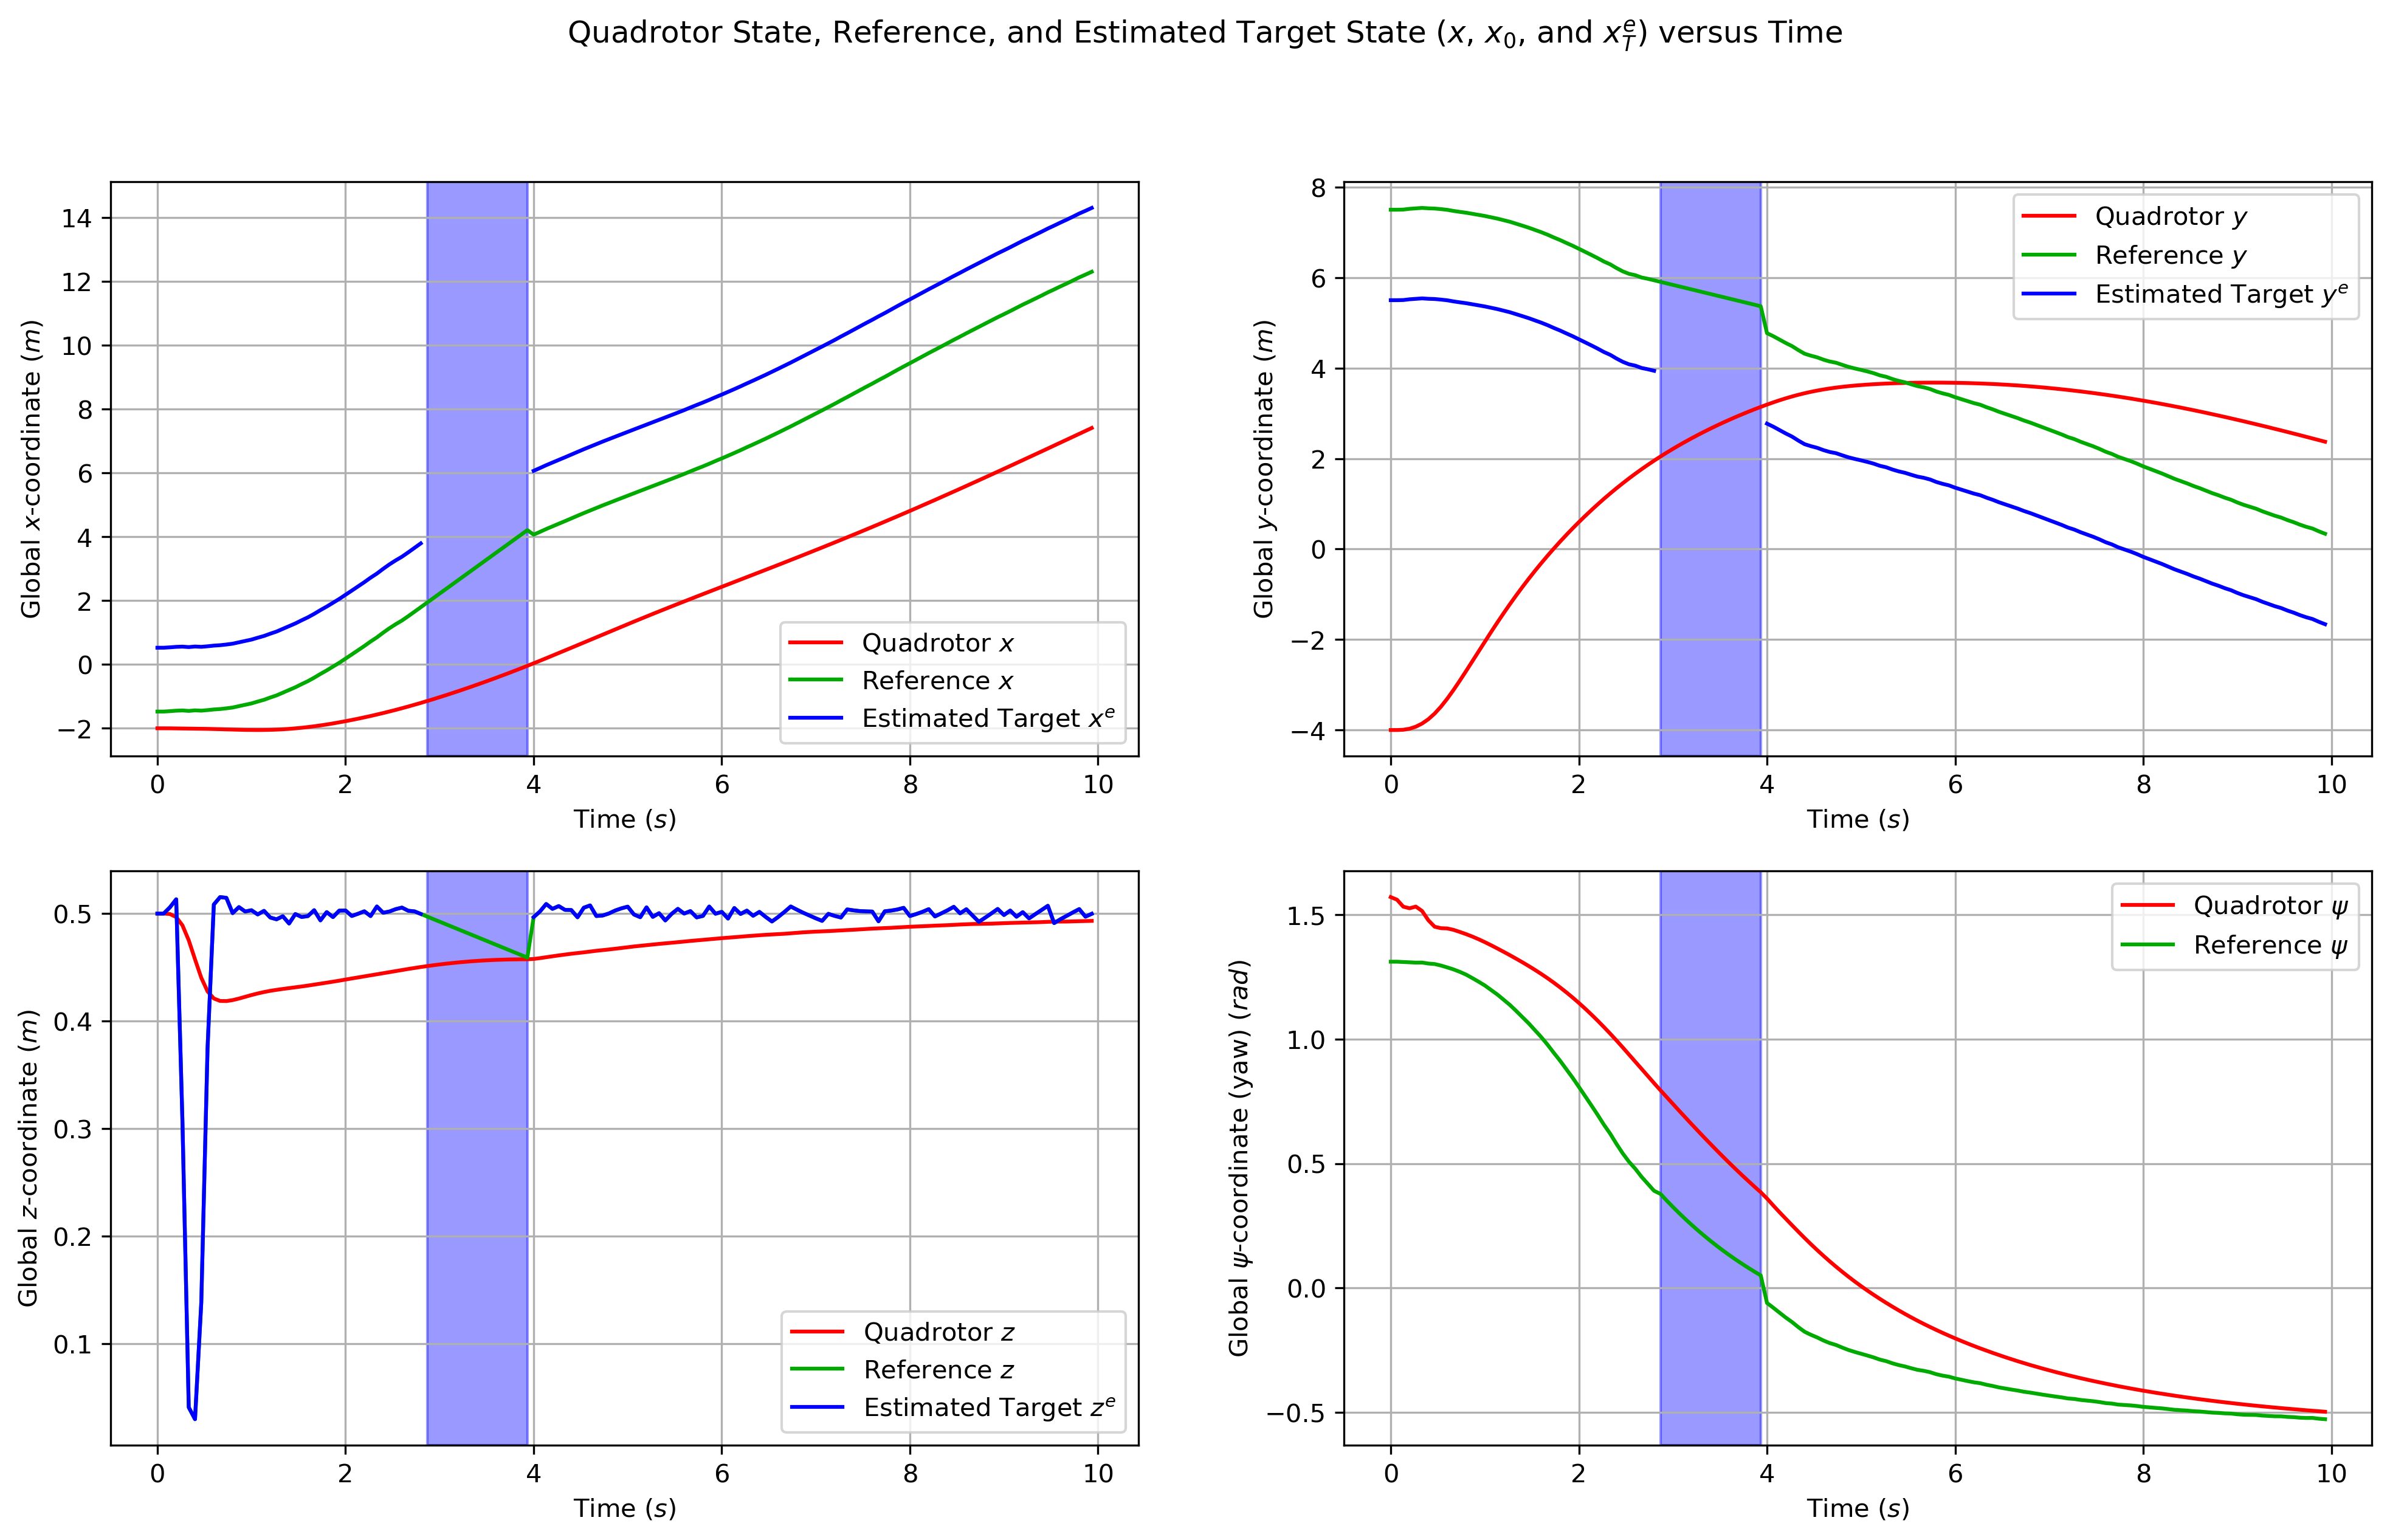 Quadrotor State, Reference, and Estimated Target State (x, x₀, and x_T^e) versus Time
14
12
10
8
6
4
2
0
−2
Global x-coordinate (m)
Quadrotor x
Reference x
Estimated Target x^e
0 2 4 6 8 10
Time (s)
8
6
4
2
0
−2
−4
Global y-coordinate (m)
Quadrotor y
Reference y
Estimated Target y^e
0 2 4 6 8 10
Time (s)
0.5
0.4
0.3
0.2
0.1
Global z-coordinate (m)
Quadrotor z
Reference z
Estimated Target z^e
0 2 4 6 8 10
Time (s)
1.5
1.0
0.5
0.0
−0.5
Global ψ-coordinate (yaw) (rad)
Quadrotor ψ
Reference ψ
0 2 4 6 8 10
Time (s)